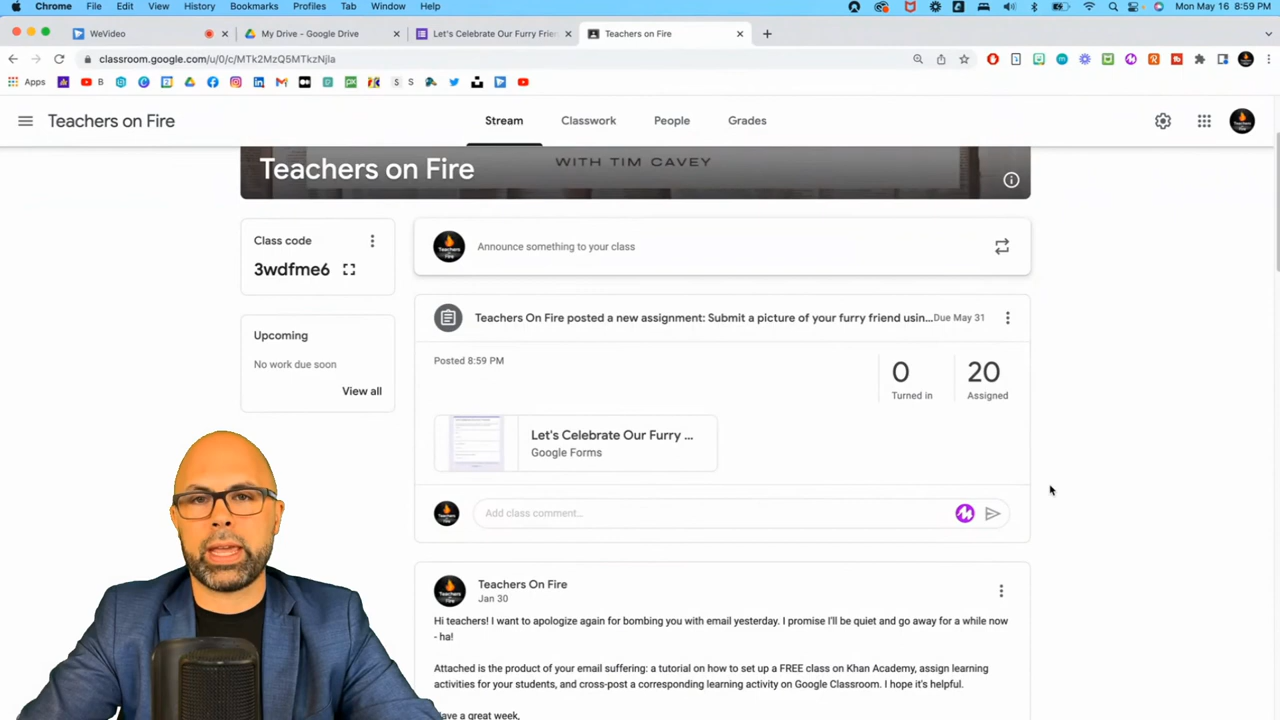 Chrome File Edit View History Bookmarks Profiles Tab Window Help Mon May 16 8:59 PM
WeVideo My Drive - Google Drive Let's Celebrate Our Furry Frie Teachers on Fire
classroom.google.com/u/0/c/MTk2MzQ5MTkzNjla
Apps B S
Teachers on Fire Stream Classwork People Grades
WITH TIM CAVEY
Teachers on Fire
Class code
3wdfme6
Announce something to your class
Upcoming
No work due soon
View all
Teachers On Fire posted a new assignment: Submit a picture of your furry friend usin... Due May 31
Posted 8:59 PM
0
Turned in
20
Assigned
Let's Celebrate Our Furry ...
Google Forms
Add class comment...
Teachers On Fire
Jan 30
Hi teachers! I want to apologize again for bombing you with email yesterday. I promise I'll be quiet and go away for a while now
- ha!
Attached is the product of your email suffering: a tutorial on how to set up a FREE class on Khan Academy, assign learning
activities for your students, and cross-post a corresponding learning activity on Google Classroom. I hope it's helpful.
Have a great week,